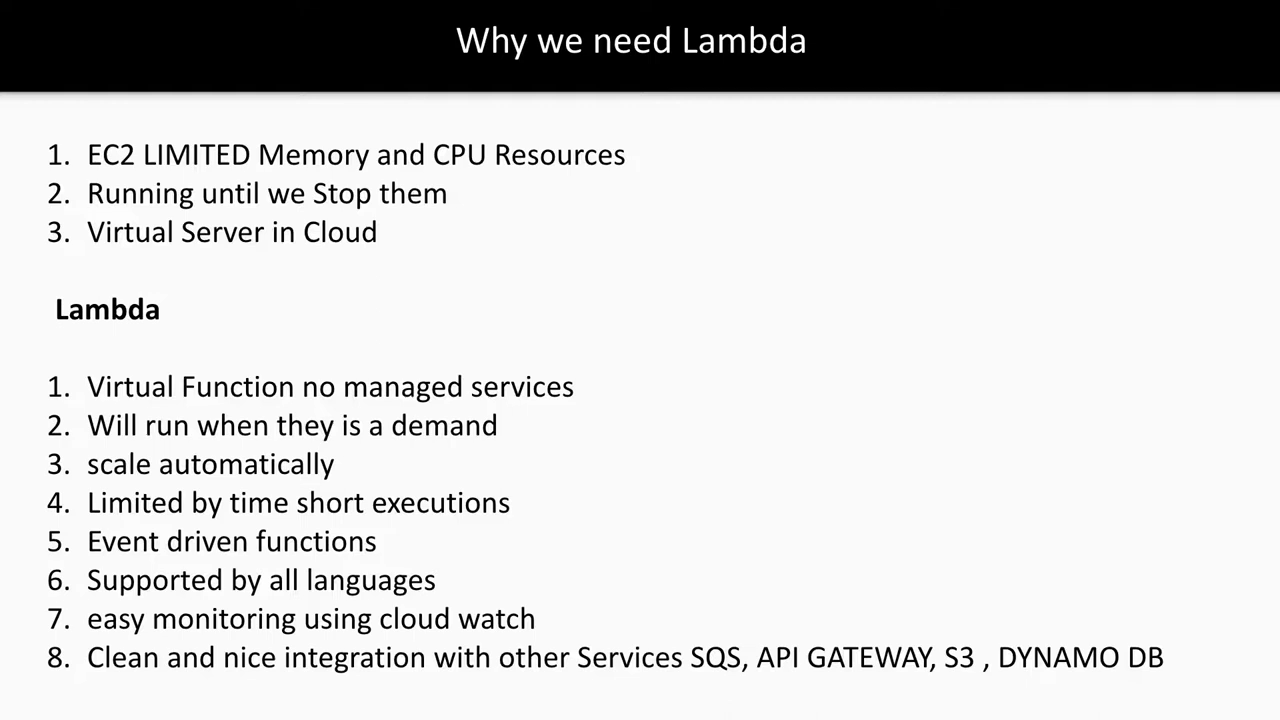 Why we need Lambda
1. EC2 LIMITED Memory and CPU Resources
2. Running until we Stop them
3. Virtual Server in Cloud
Lambda
1. Virtual Function no managed services
2. Will run when they is a demand
3. scale automatically
4. Limited by time short executions
5. Event driven functions
6. Supported by all languages
7. easy monitoring using cloud watch
8. Clean and nice integration with other Services SQS, API GATEWAY, S3 , DYNAMO DB